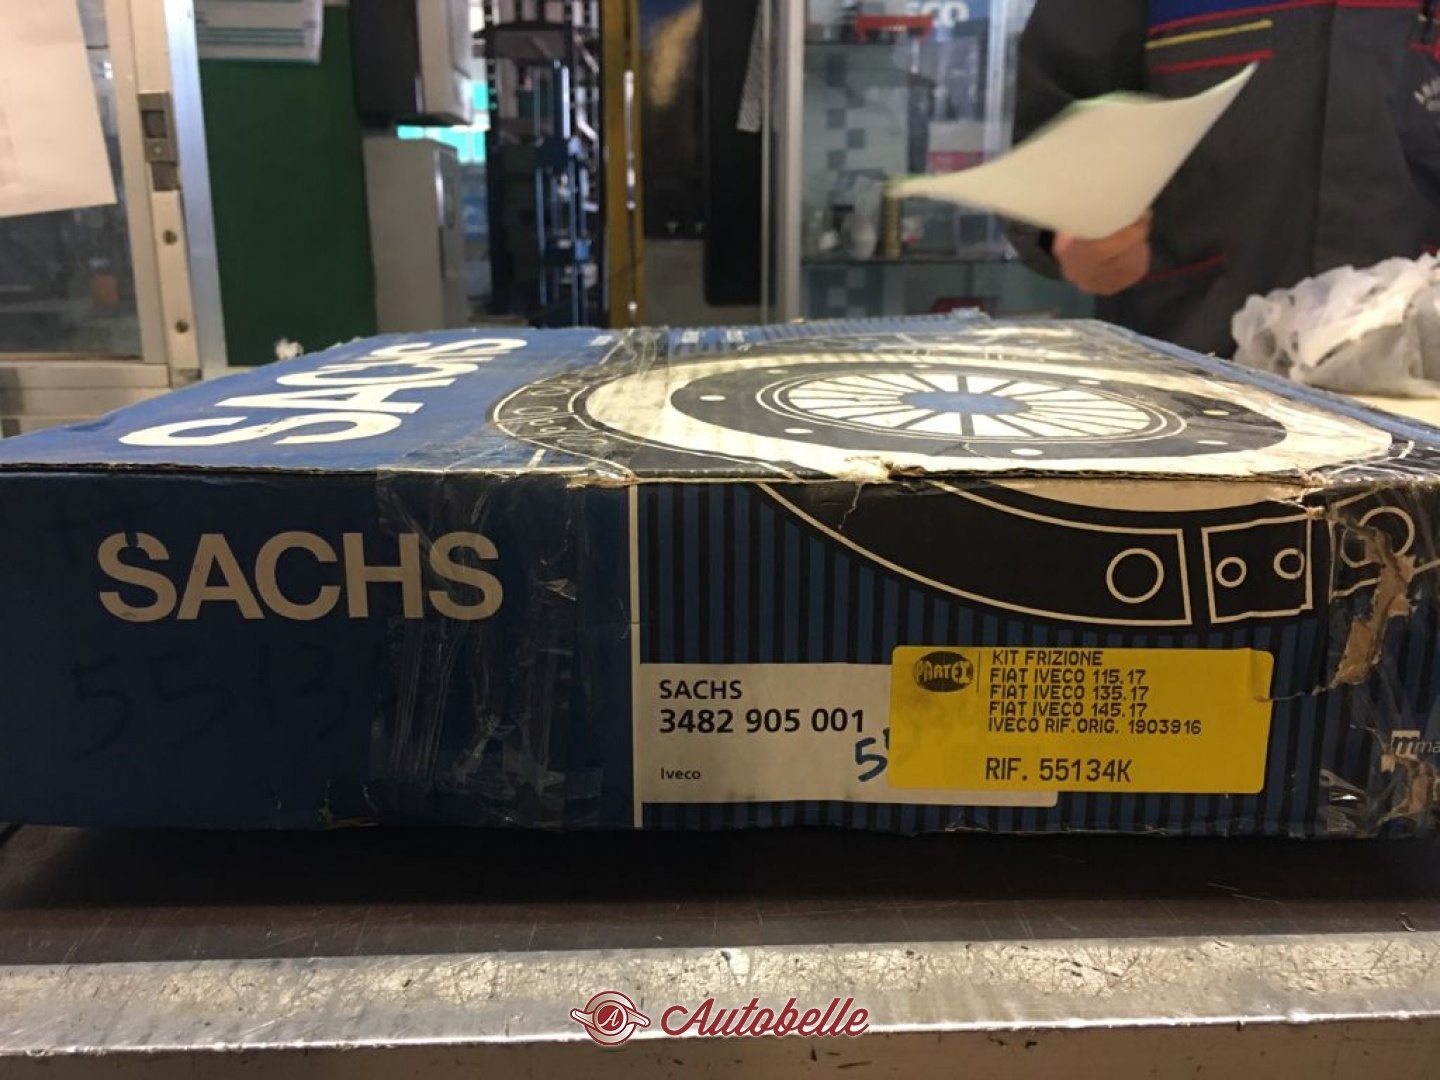 SACHS
SACHS
SACHS
3482 905 001
Iveco
PARTEX
KIT FRIZIONE
FIAT IVECO 115.17
FIAT IVECO 135.17
FIAT IVECO 145.17
IVECO RIF.ORIG. 1903916
RIF. 55134K
Autobelle